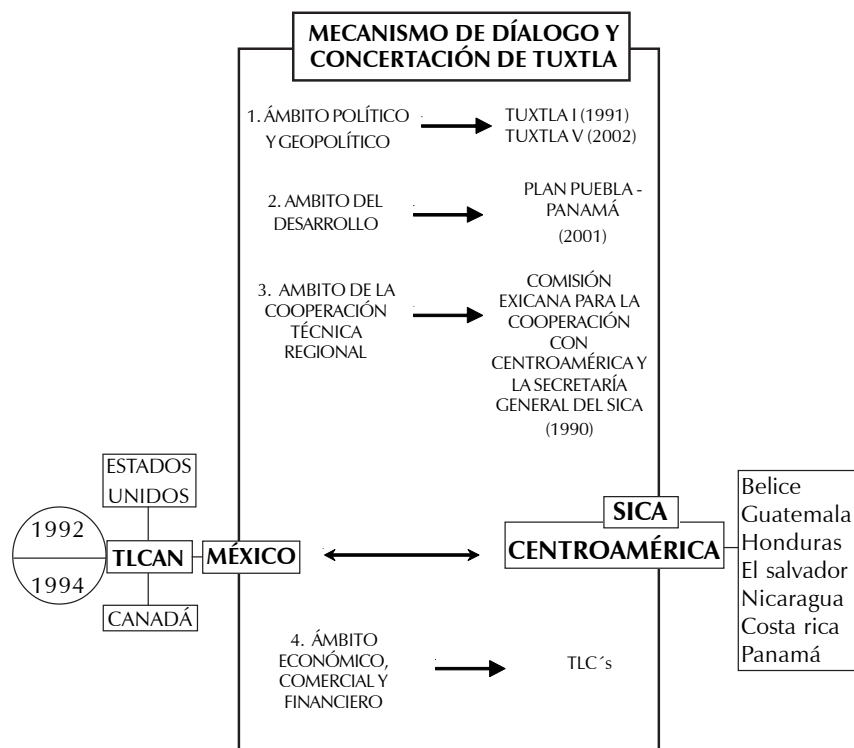 MECANISMO DE DÍALOGO Y
CONCERTACIÓN DE TUXTLA
1. ÁMBITO POLÍTICO
Y GEOPOLÍTICO
TUXTLA I (1991)
TUXTLA V (2002)
2. AMBITO DEL
DESARROLLO
PLAN PUEBLA -
PANAMÁ
(2001)
3. AMBITO DE LA
COOPERACIÓN
TÉCNICA
REGIONAL
COMISIÓN
EXICANA PARA LA
COOPERACIÓN
CON
CENTROAMÉRICA Y
LA SECRETARÍA
GENERAL DEL SICA
(1990)
ESTADOS
UNIDOS
1992
1994
TLCAN
MÉXICO
CANADÁ
SICA
CENTROAMÉRICA
Belice
Guatemala
Honduras
El salvador
Nicaragua
Costa rica
Panamá
4. ÁMBITO
ECONÓMICO,
COMERCIAL Y
FINANCIERO
TLC´s